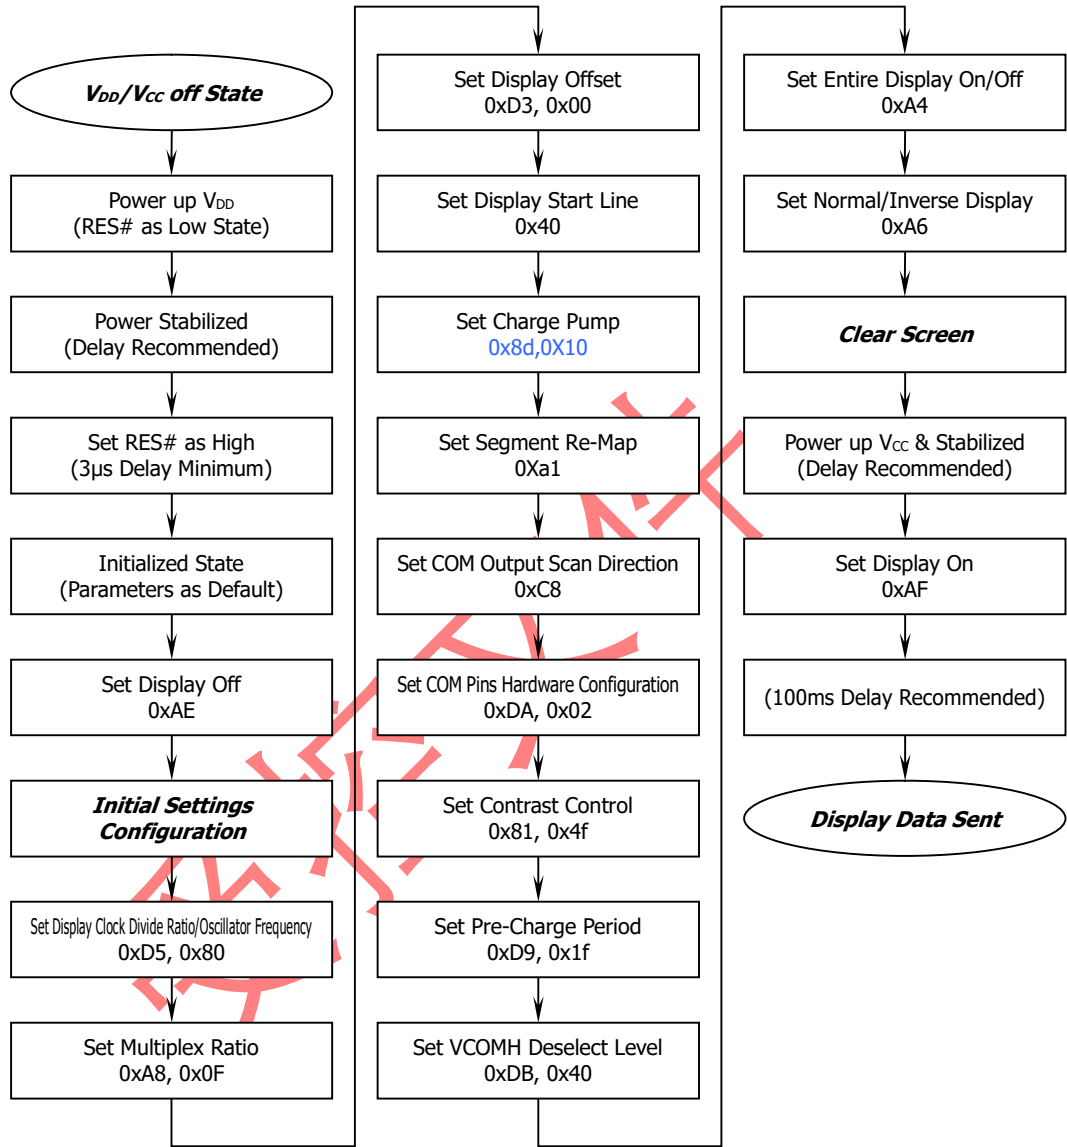 V_DD/V_CC off State
Power up V_DD
(RES# as Low State)
Power Stabilized
(Delay Recommended)
Set RES# as High
(3µs Delay Minimum)
Initialized State
(Parameters as Default)
Set Display Off
0xAE
Initial Settings
Configuration
Set Display Clock Divide Ratio/Oscillator Frequency
0xD5, 0x80
Set Multiplex Ratio
0xA8, 0x0F
Set Display Offset
0xD3, 0x00
Set Display Start Line
0x40
Set Charge Pump
0x8d,0X10
Set Segment Re-Map
0Xa1
Set COM Output Scan Direction
0xC8
Set COM Pins Hardware Configuration
0xDA, 0x02
Set Contrast Control
0x81, 0x4f
Set Pre-Charge Period
0xD9, 0x1f
Set VCOMH Deselect Level
0xDB, 0x40
Set Entire Display On/Off
0xA4
Set Normal/Inverse Display
0xA6
Clear Screen
Power up V_CC & Stabilized
(Delay Recommended)
Set Display On
0xAF
(100ms Delay Recommended)
Display Data Sent